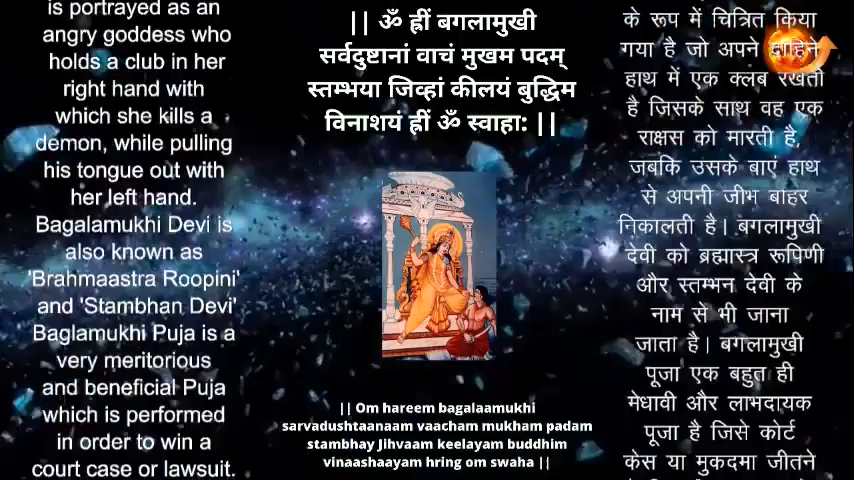 is portrayed as an
angry goddess who
holds a club in her
right hand with
which she kills a
demon, while pulling
his tongue out with
her left hand.
Bagalamukhi Devi is
also known as
'Brahmaastra Roopini'
and 'Stambhan Devi'
Baglamukhi Puja is a
very meritorious
and beneficial Puja
which is performed
in order to win a
court case or lawsuit.
|| ॐ ह्रीं बगलामुखी
सर्वदुष्टानां वाचं मुखम पदम्
स्तम्भया जिव्हां कीलयं बुद्धिम
विनाशयं ह्रीं ॐ स्वाहा: ||
|| Om hareem bagalaamukhi
sarvadushtaanaam vaacham mukham padam
stambhay Jihvaam keelayam buddhim
vinaashaayam hring om swaha ||
के रूप में चित्रित किया
गया है जो अपने दाहिने
हाथ में एक क्लब रखती
है जिसके साथ वह एक
राक्षस को मारती है,
जबकि उसके बाएं हाथ
से अपनी जीभ बाहर
निकालती है। बगलामुखी
देवी को ब्रह्मास्त्र रूपिणी
और स्तम्भन देवी के
नाम से भी जाना
जाता है। बगलामुखी
पूजा एक बहुत ही
मेधावी और लाभदायक
पूजा है जिसे कोर्ट
केस या मुकदमा जीतने